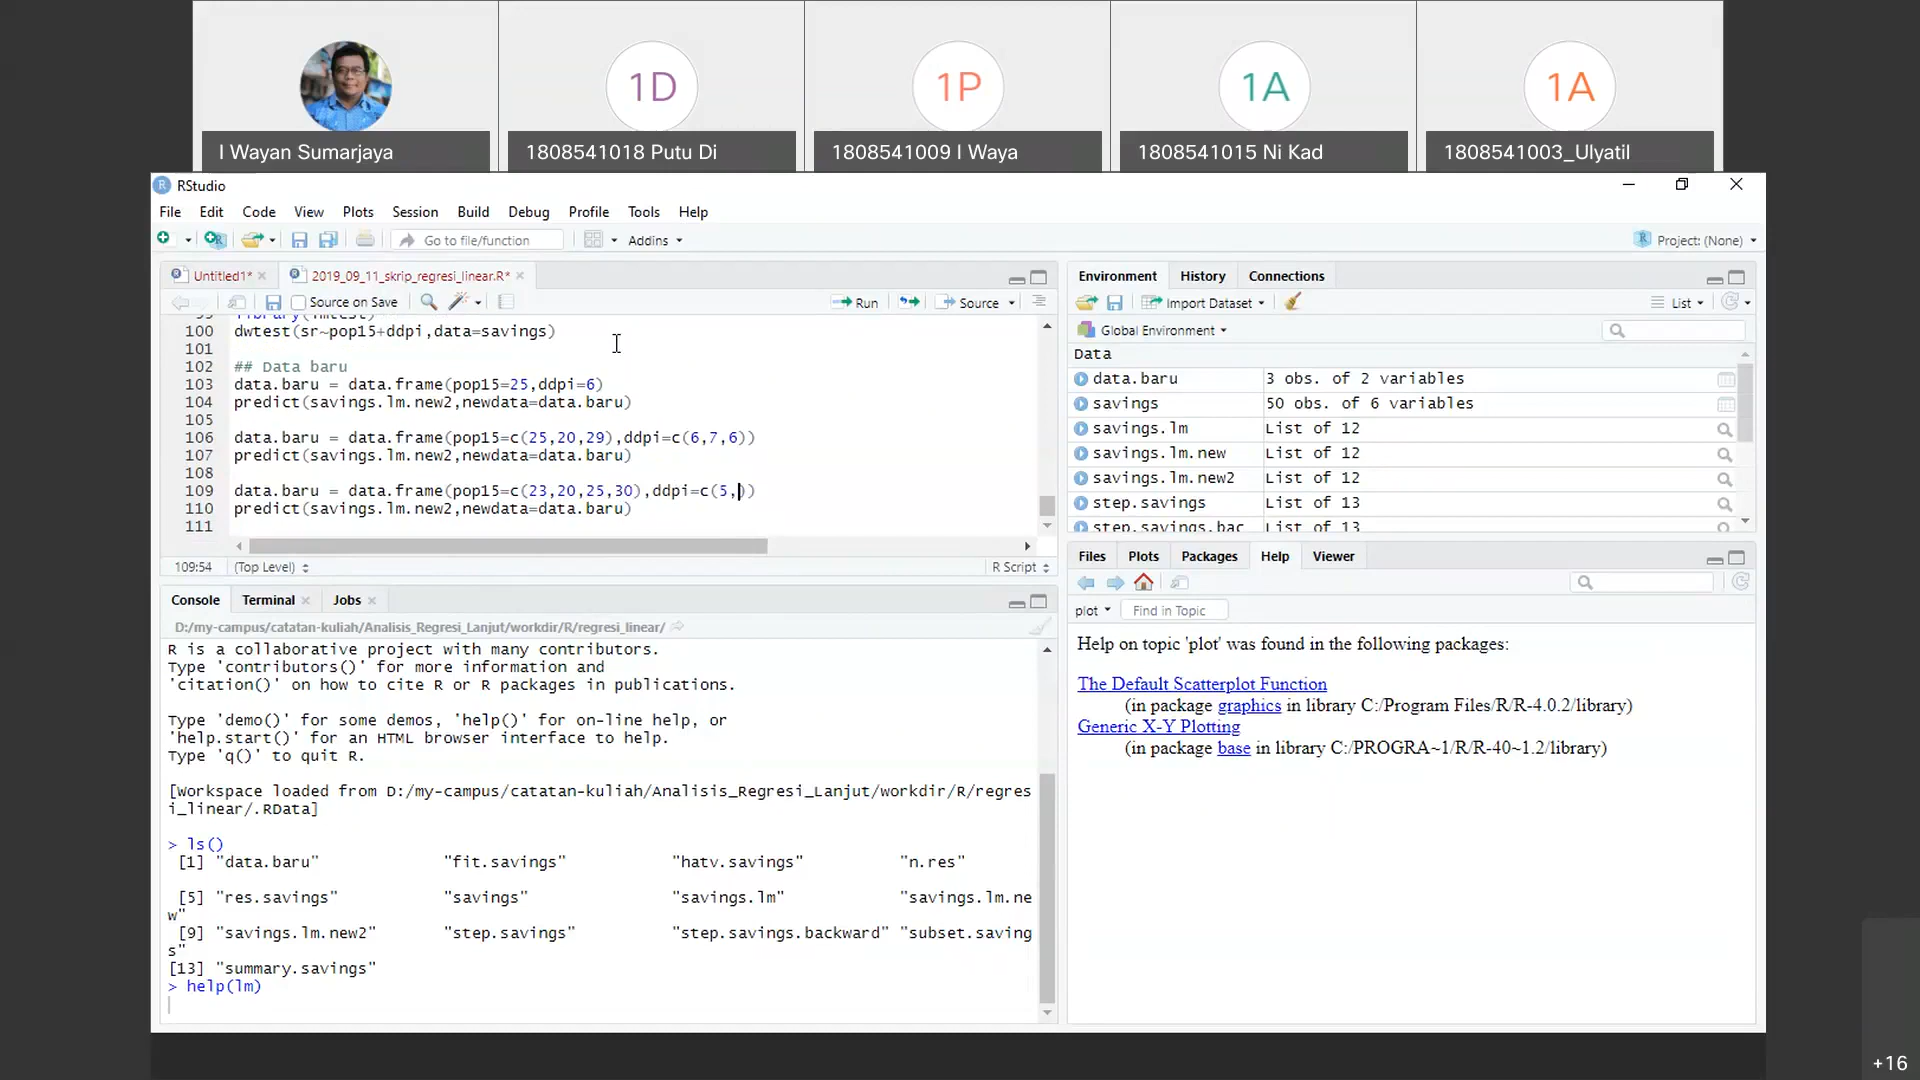 1D
1P
1A
1A
I Wayan Sumarjaya
1808541018 Putu Di
1808541009 I Waya
1808541015 Ni Kad
1808541003_Ulyatil
RStudio
File Edit Code View Plots Session Build Debug Profile Tools Help
Go to file/function
Addins
Project: (None)
Untitled1*
2019_09_11_skrip_regresi_linear.R*
Source on Save
Run
Source
100 dwtest(sr~pop15+ddpi,data=savings)
101
102 ## Data baru
103 data.baru = data.frame(pop15=25,ddpi=6)
104 predict(savings.lm.new2,newdata=data.baru)
105
106 data.baru = data.frame(pop15=c(25,20,29),ddpi=c(6,7,6))
107 predict(savings.lm.new2,newdata=data.baru)
108
109 data.baru = data.frame(pop15=c(23,20,25,30),ddpi=c(5,))
110 predict(savings.lm.new2,newdata=data.baru)
111
109:54 (Top Level) R Script
Console Terminal Jobs
D:/my-campus/catatan-kuliah/Analisis_Regresi_Lanjut/workdir/R/regresi_linear/
R is a collaborative project with many contributors.
Type 'contributors()' for more information and
'citation()' on how to cite R or R packages in publications.
Type 'demo()' for some demos, 'help()' for on-line help, or
'help.start()' for an HTML browser interface to help.
Type 'q()' to quit R.
[Workspace loaded from D:/my-campus/catatan-kuliah/Analisis_Regresi_Lanjut/workdir/R/regres
i_linear/.RData]
> ls()
[1] "data.baru" "fit.savings" "hatv.savings" "n.res"
[5] "res.savings" "savings" "savings.lm" "savings.lm.ne
w"
[9] "savings.lm.new2" "step.savings" "step.savings.backward" "subset.saving
s"
[13] "summary.savings"
> help(lm)
Environment History Connections
Import Dataset
List
Global Environment
Data
data.baru 3 obs. of 2 variables
savings 50 obs. of 6 variables
savings.lm List of 12
savings.lm.new List of 12
savings.lm.new2 List of 12
step.savings List of 13
step.savings.bac List of 13
Files Plots Packages Help Viewer
plot
Find in Topic
Help on topic 'plot' was found in the following packages:
The Default Scatterplot Function
(in package graphics in library C:/Program Files/R/R-4.0.2/library)
Generic X-Y Plotting
(in package base in library C:/PROGRA~1/R/R-40~1.2/library)
+16